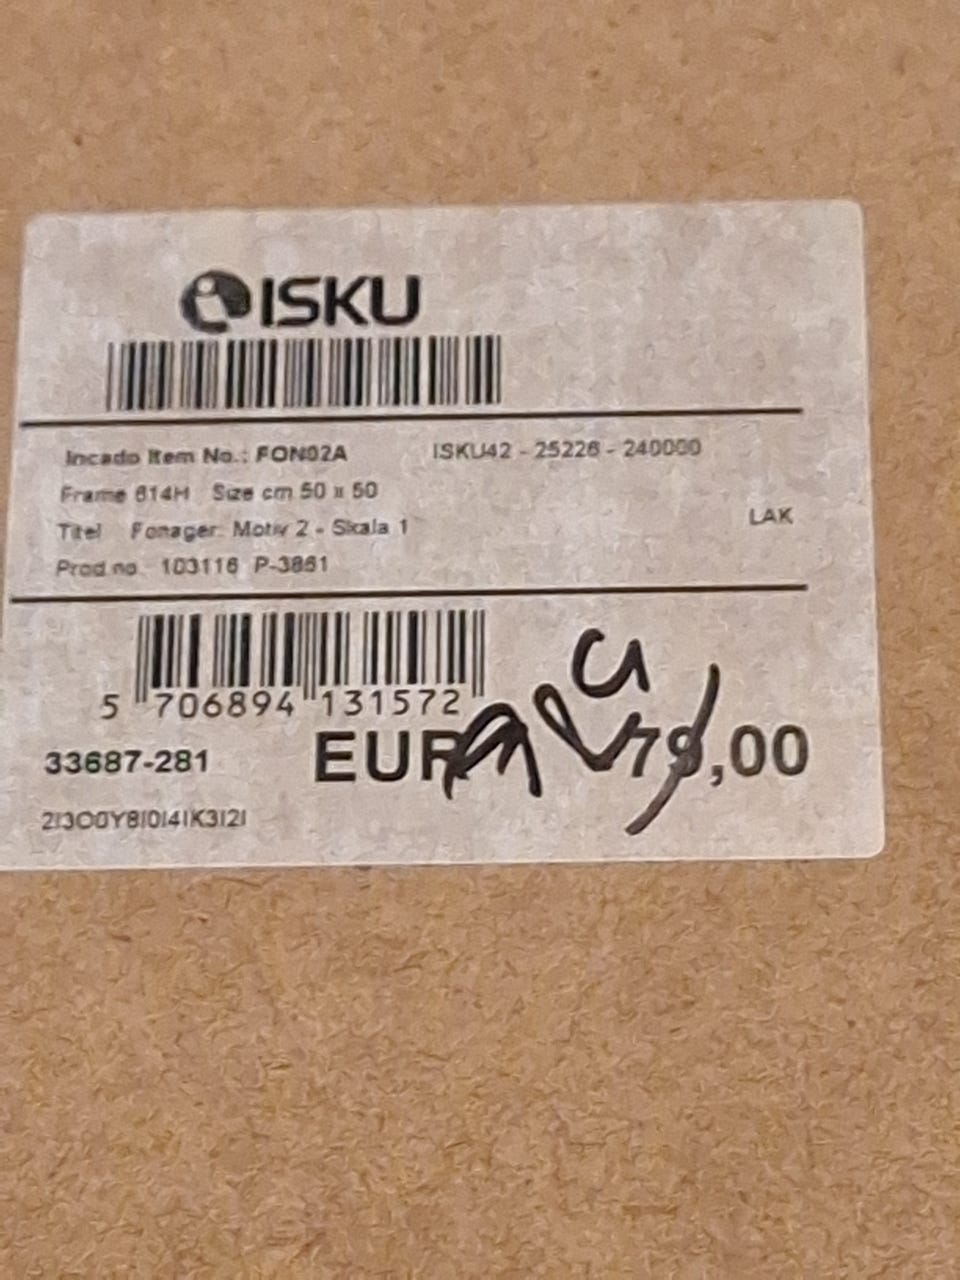 ISKU
Incado Item No.: FON02A ISKU42 - 25226 - 240000
Frame 614H Size cm 50 x 50
Titel Fonager: Motiv 2 - Skala 1 LAK
Prod no. 103116 P-3861
5 706894 131572
33687-281 EUR 79,00
2I3O0Y8I0I4IK3I2I